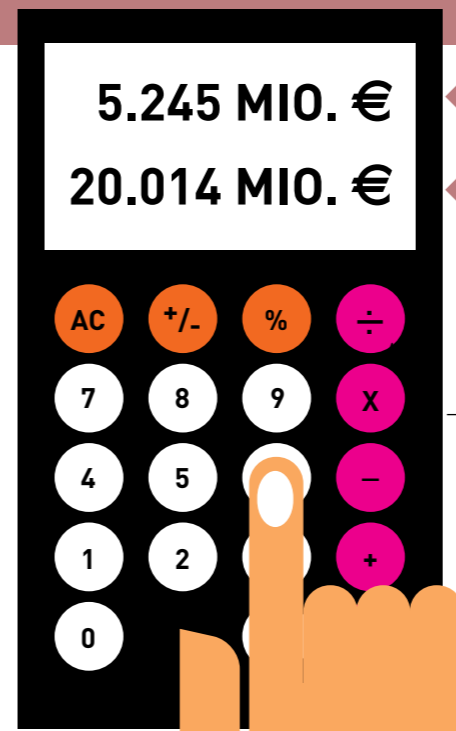 5.245 MIO. €
20.014 MIO. €
AC +/- % ÷
7 8 9 X
4 5 –
1 2 +
0